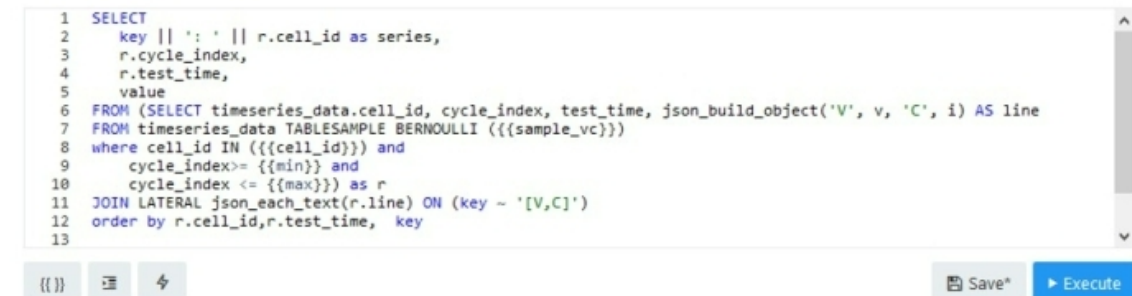 1 SELECT
2 key || ': ' || r.cell_id as series,
3 r.cycle_index,
4 r.test_time,
5 value
6 FROM (SELECT timeseries_data.cell_id, cycle_index, test_time, json_build_object('V', v, 'C', i) AS line
7 FROM timeseries_data TABLESAMPLE BERNOULLI ({{sample_vc}})
8 where cell_id IN ({{cell_id}}) and
9 cycle_index>= {{min}} and
10 cycle_index <= {{max}}) as r
11 JOIN LATERAL json_each_text(r.line) ON (key ~ '[V,C]')
12 order by r.cell_id,r.test_time, key
13
{{ }} Save* Execute